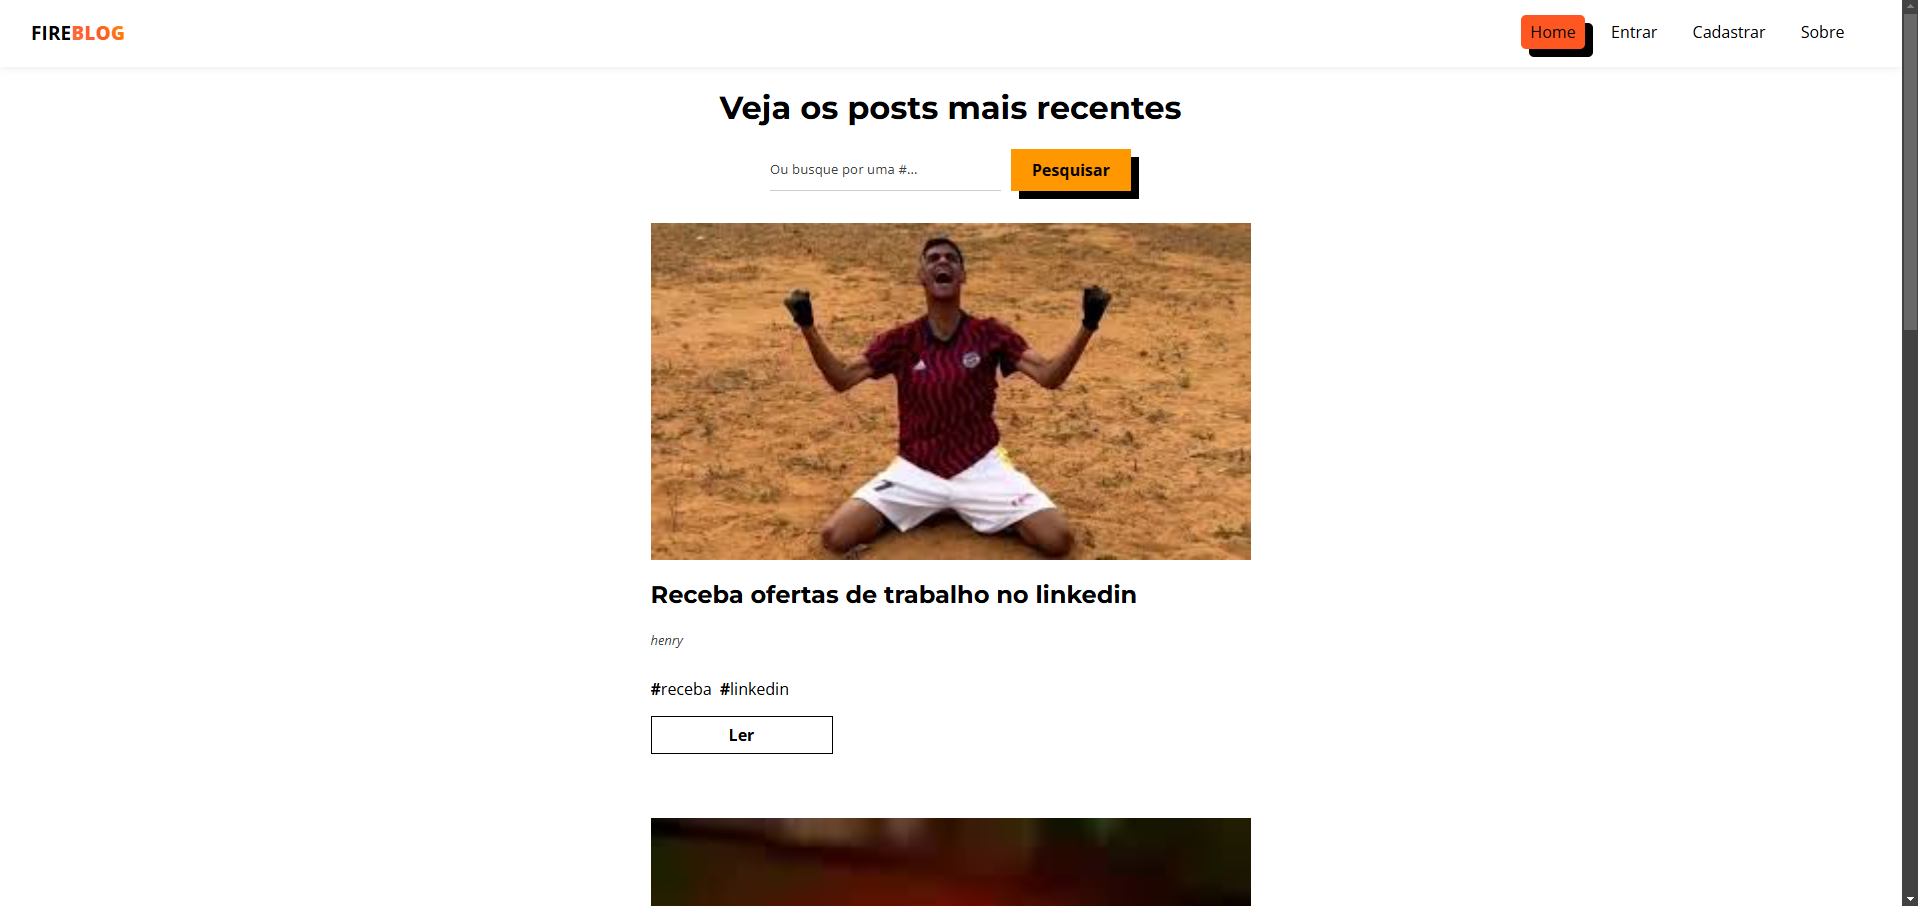 FIREBLOG
Home Entrar Cadastrar Sobre
Veja os posts mais recentes
Ou busque por uma #...
Pesquisar
7
Receba ofertas de trabalho no linkedin
henry
#receba #linkedin
Ler